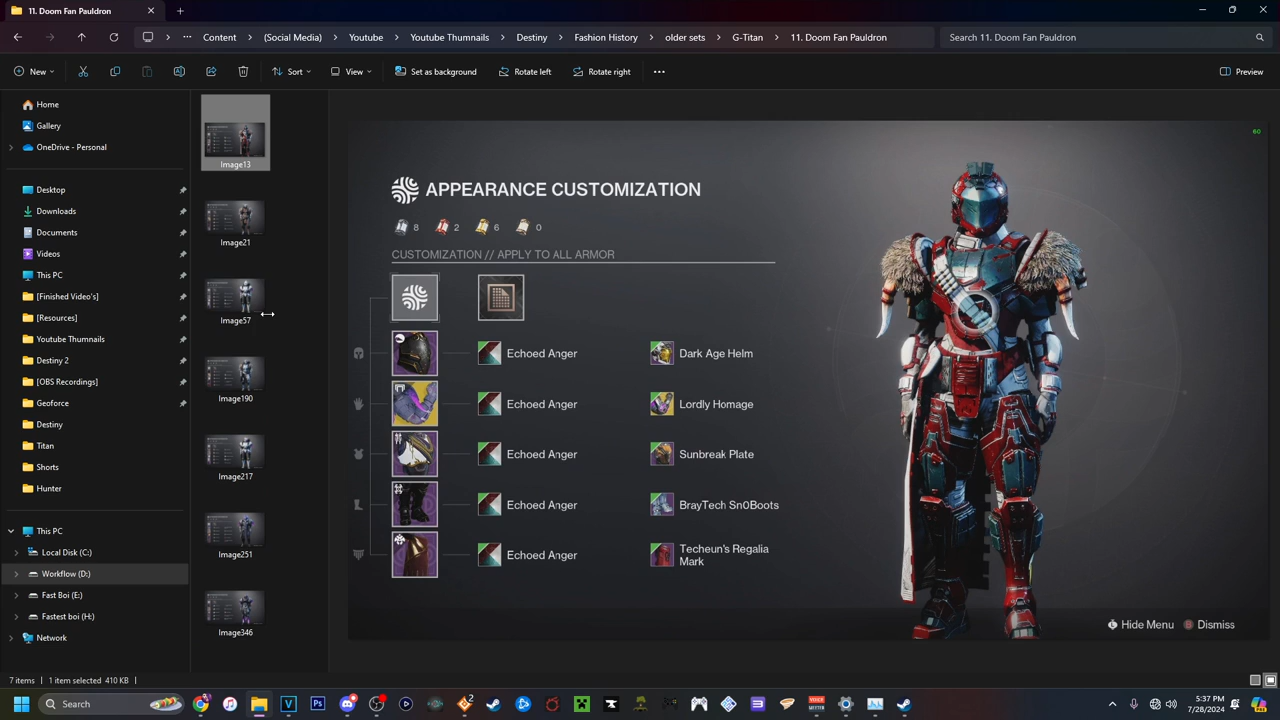 11. Doom Fan Pauldron
Content > (Social Media) > Youtube > Youtube Thumnails > Destiny > Fashion History > older sets > G-Titan > 11. Doom Fan Pauldron
Search 11. Doom Fan Pauldron
New
Sort
View
Set as background
Rotate left
Rotate right
Preview
Home
Gallery
OneDrive - Personal
Desktop
Downloads
Documents
Videos
This PC
[Finished Video's]
[Resources]
Youtube Thumnails
Destiny 2
[OBS Recordings]
Geforce
Destiny
Titan
Shorts
Hunter
This PC
Local Disk (C:)
Workflow (D:)
Fast Boi (E:)
Fastest boi (H:)
Network
Image13
Image21
Image57
Image190
Image217
Image251
Image346
60
APPEARANCE CUSTOMIZATION
8 2 6 0
CUSTOMIZATION // APPLY TO ALL ARMOR
Echoed Anger Dark Age Helm
Echoed Anger Lordly Homage
Echoed Anger Sunbreak Plate
Echoed Anger BrayTech Sn0Boots
Echoed Anger Techeun's Regalia
Mark
Hide Menu Dismiss
7 items 1 item selected 410 KB
Search
5:37 PM
7/28/2024